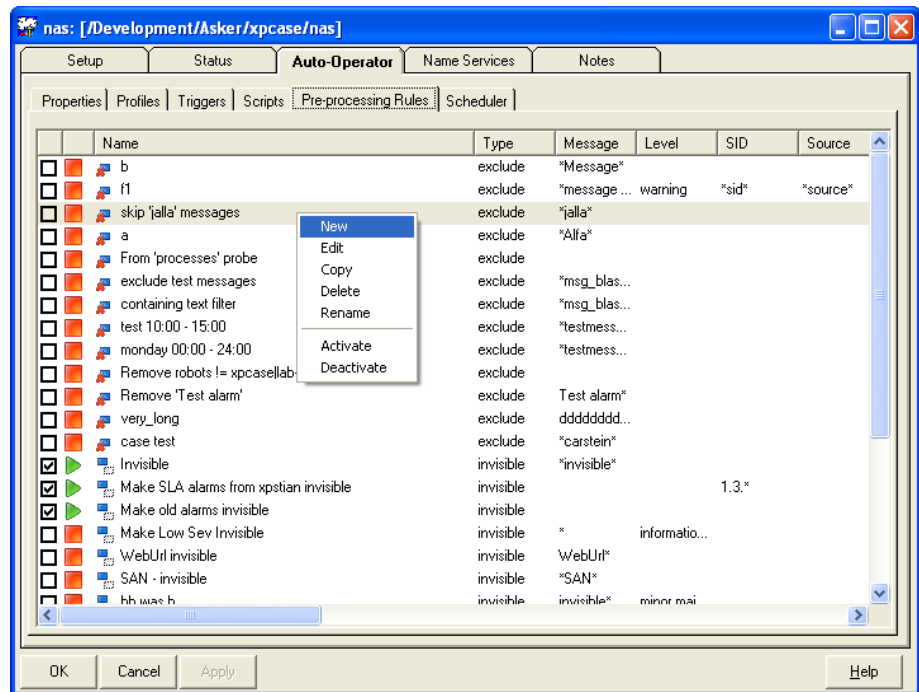 nas: [/Development/Asker/xpcase/nas]
Setup Status Auto-Operator Name Services Notes
Properties Profiles Triggers Scripts Pre-processing Rules Scheduler
Name Type Message Level SID Source
b exclude *Message*
f1 exclude *message ... warning *sid* *source*
skip 'jalla' messages exclude *jalla*
a exclude *Alfa*
From 'processes' probe exclude
exclude test messages exclude *msg_blas...
containing text filter exclude *msg_blas...
test 10:00 - 15:00 exclude *testmess...
monday 00:00 - 24:00 exclude *testmess...
Remove robots != xpcase|lab- exclude
Remove 'Test alarm' exclude Test alarm*
very_long exclude dddddddd...
case test exclude *carstein*
Invisible invisible *invisible*
Make SLA alarms from xpstian invisible invisible 1.3.*
Make old alarms invisible invisible
Make Low Sev Invisible invisible * informatio...
WebUrl invisible invisible WebUrl*
SAN - invisible invisible *SAN*
bb was b invisible invisible* minor mai
New
Edit
Copy
Delete
Rename
Activate
Deactivate
OK Cancel Apply Help